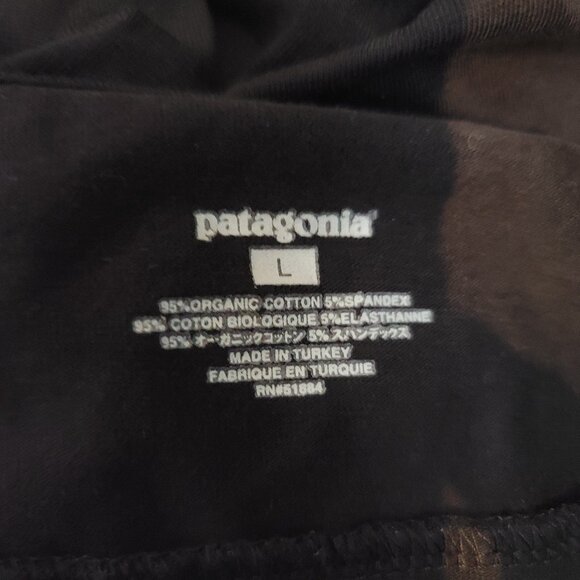 patagonia®
L
95% ORGANIC COTTON 5% SPANDEX
95% COTON BIOLOGIQUE 5% ELASTHANNE
95% オーガニックコットン 5% スパンデックス
MADE IN TURKEY
FABRIQUE EN TURQUIE
RN#51884